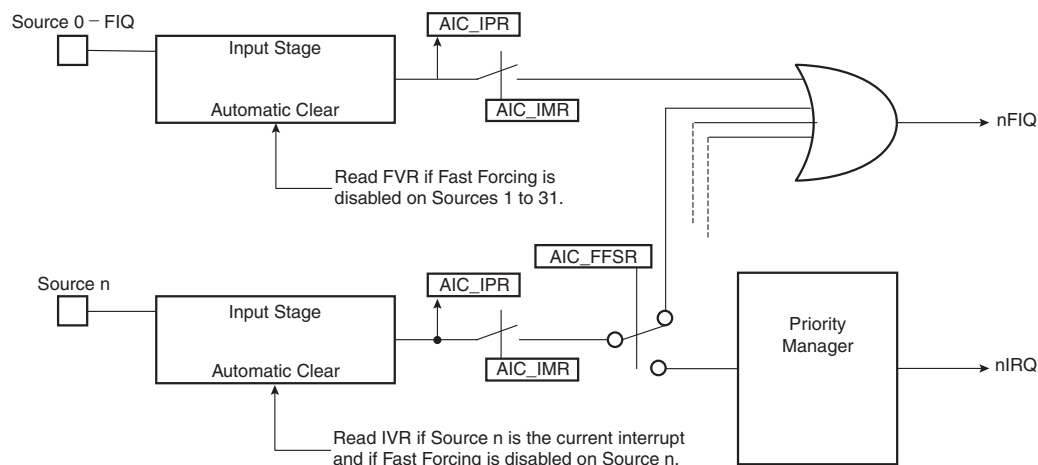 Source 0 – FIQ
AIC_IPR
Input Stage
Automatic Clear
AIC_IMR
nFIQ
Read FVR if Fast Forcing is
disabled on Sources 1 to 31.
AIC_FFSR
Source n
AIC_IPR
Input Stage
Priority
Manager
Automatic Clear
AIC_IMR
nIRQ
Read IVR if Source n is the current interrupt
and if Fast Forcing is disabled on Source n.